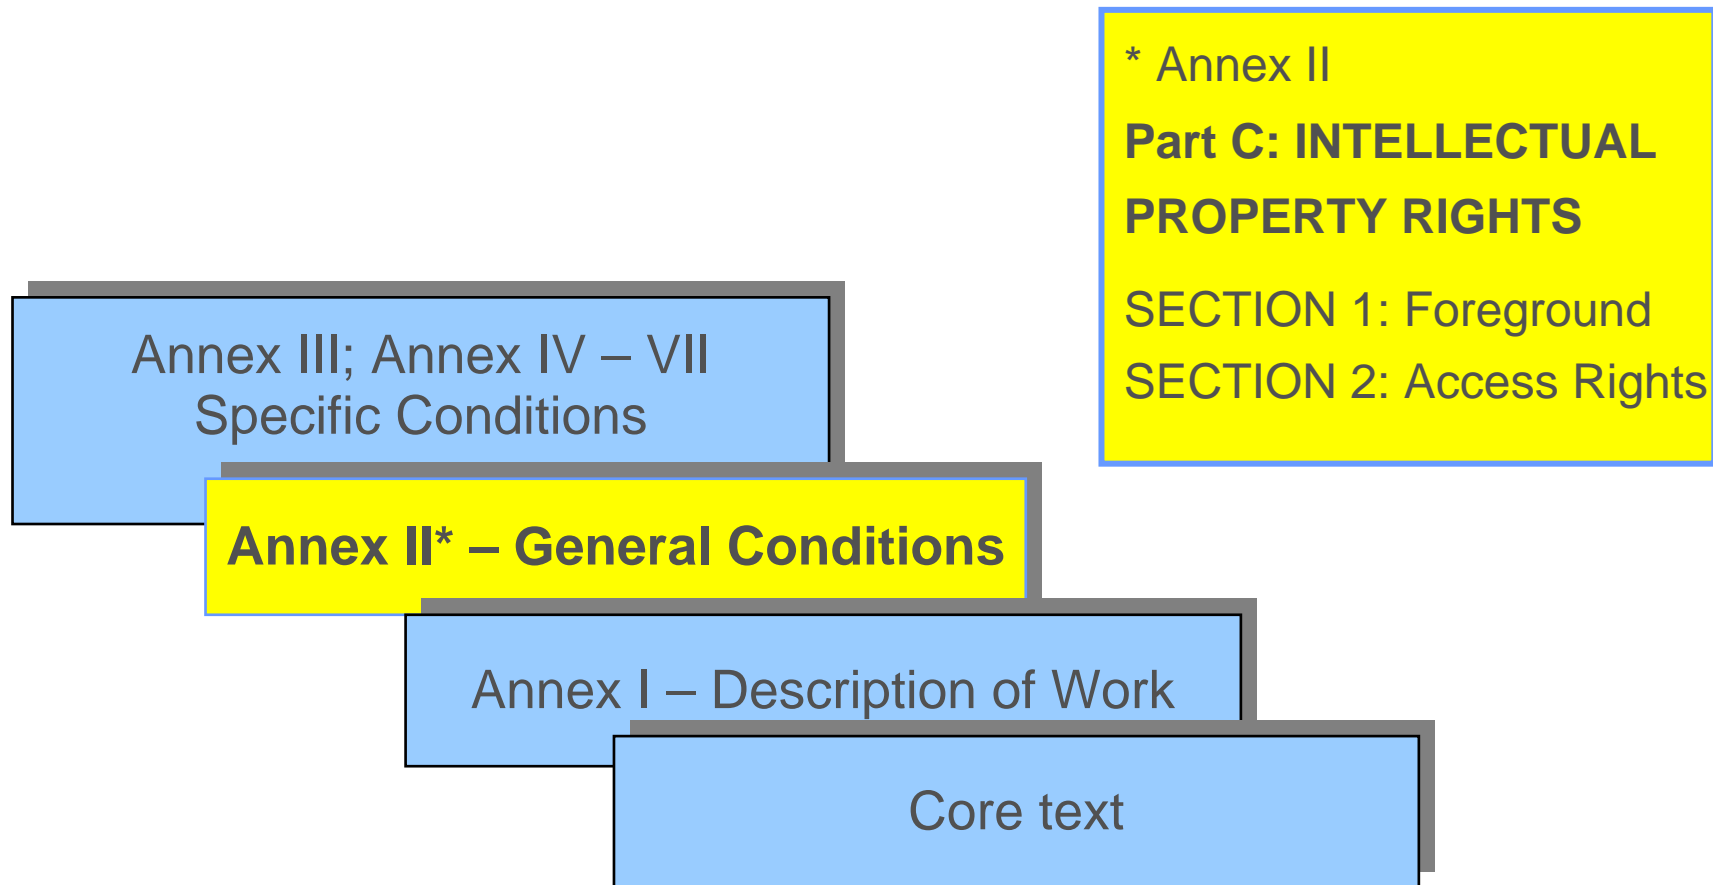 * Annex II
Part C: INTELLECTUAL
PROPERTY RIGHTS
SECTION 1: Foreground
SECTION 2: Access Rights
Annex III; Annex IV – VII
Specific Conditions
Annex II* – General Conditions
Annex I – Description of Work
Core text